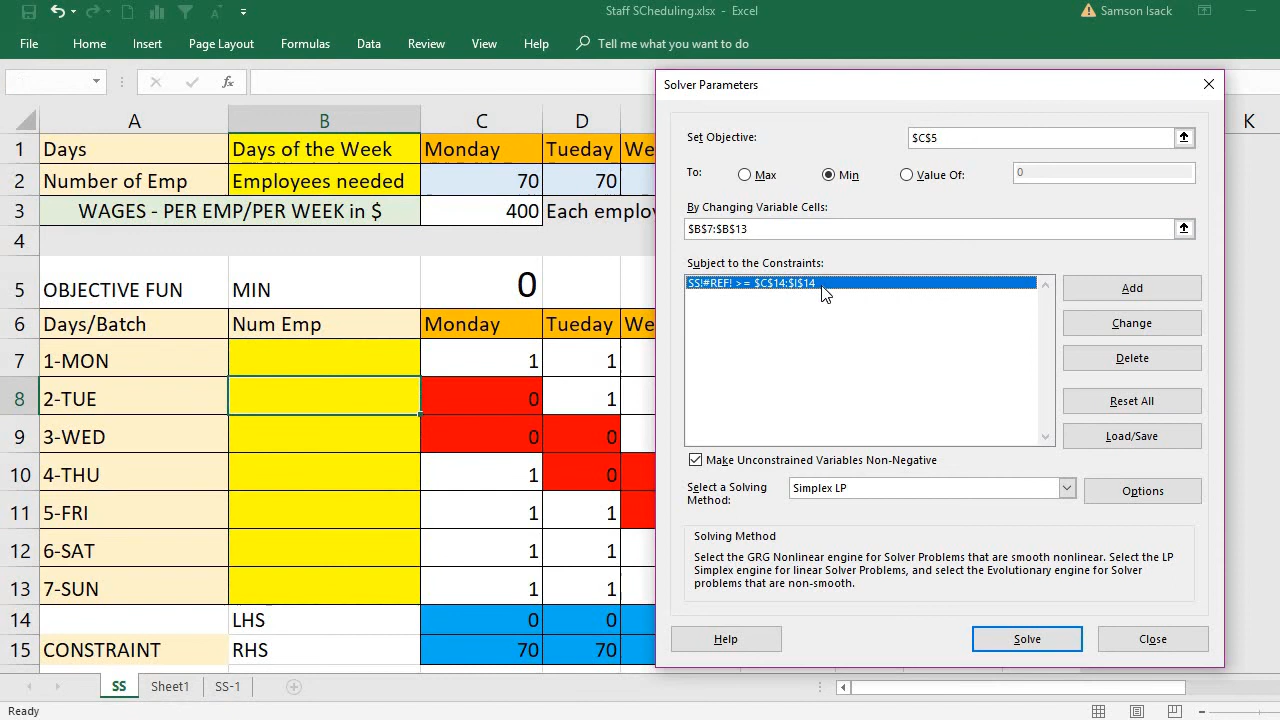 Staff SCheduling.xlsx - Excel
Samson Isack
File Home Insert Page Layout Formulas Data Review View Help Tell me what you want to do
fx
A B C D K
1 Days Days of the Week Monday Tueday We
2 Number of Emp Employees needed 70 70
3 WAGES - PER EMP/PER WEEK in $ 400 Each employ
4
5 OBJECTIVE FUN MIN 0
6 Days/Batch Num Emp Monday Tueday We
7 1-MON 1 1
8 2-TUE 0 1
9 3-WED 0 0
10 4-THU 1 0
11 5-FRI 1 1
12 6-SAT 1 1
13 7-SUN 1 1
14 LHS 0 0
15 CONSTRAINT RHS 70 70
SS Sheet1 SS-1
Ready
Solver Parameters
Set Objective: $C$5
To: Max Min Value Of: 0
By Changing Variable Cells:
$B$7:$B$13
Subject to the Constraints:
SS!#REF! >= $C$14:$I$14
Add
Change
Delete
Reset All
Load/Save
Make Unconstrained Variables Non-Negative
Select a Solving Method: Simplex LP Options
Solving Method
Select the GRG Nonlinear engine for Solver Problems that are smooth nonlinear. Select the LP
Simplex engine for linear Solver Problems, and select the Evolutionary engine for Solver
problems that are non-smooth.
Help Solve Close